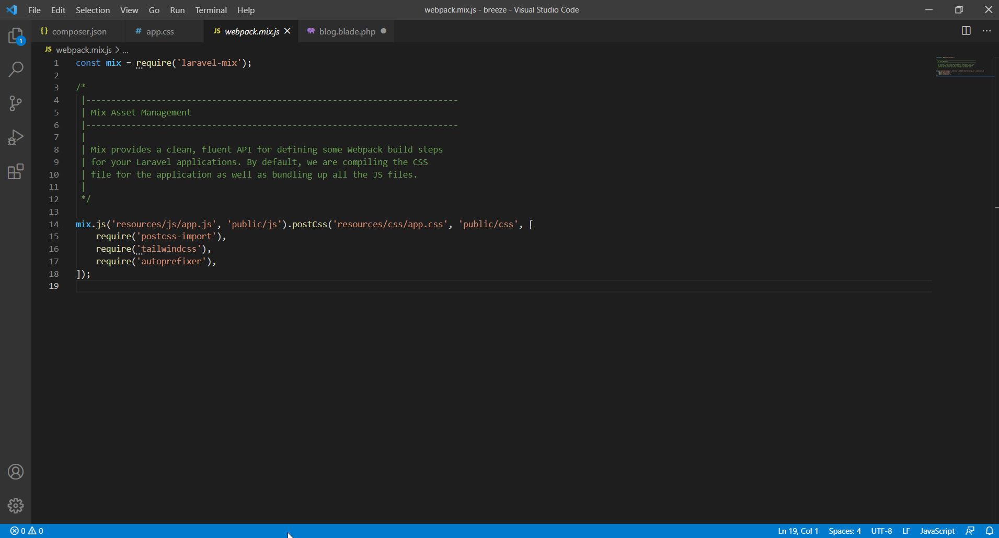 File Edit Selection View Go Run Terminal Help webpack.mix.js - breeze - Visual Studio Code
{} composer.json # app.css JS webpack.mix.js blog.blade.php
1
JS webpack.mix.js > ...
1 const mix = require('laravel-mix');
2
3 /*
4 |--------------------------------------------------------------------------
5 | Mix Asset Management
6 |--------------------------------------------------------------------------
7 |
8 | Mix provides a clean, fluent API for defining some Webpack build steps
9 | for your Laravel applications. By default, we are compiling the CSS
10 | file for the application as well as bundling up all the JS files.
11 |
12 */
13
14 mix.js('resources/js/app.js', 'public/js').postCss('resources/css/app.css', 'public/css', [
15 require('postcss-import'),
16 require('tailwindcss'),
17 require('autoprefixer'),
18 ]);
19
0 0 Ln 19, Col 1 Spaces: 4 UTF-8 LF JavaScript